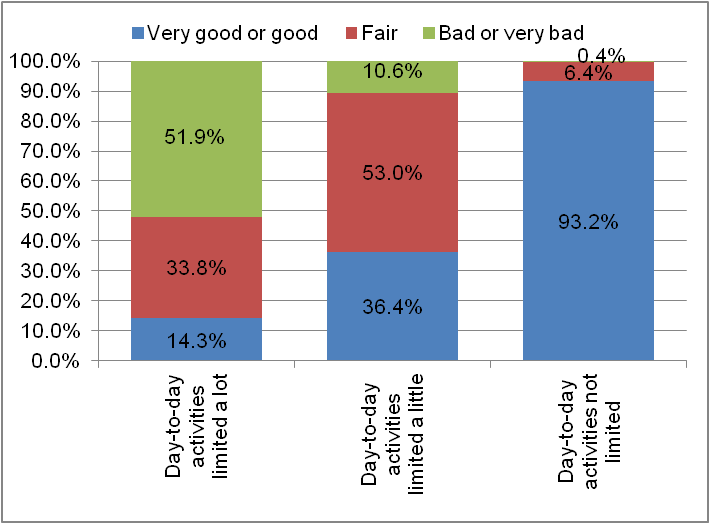 Very good or good Fair Bad or very bad
0.4%
100.0%
90.0%
80.0%
70.0%
60.0%
50.0%
40.0%
30.0%
20.0%
10.0%
0.0%
51.9%
33.8%
14.3%
10.6%
53.0%
36.4%
6.4%
93.2%
Day-to-day
activities
limited a lot
Day-to-day
activities
limited a little
Day-to-day
activities not
limited